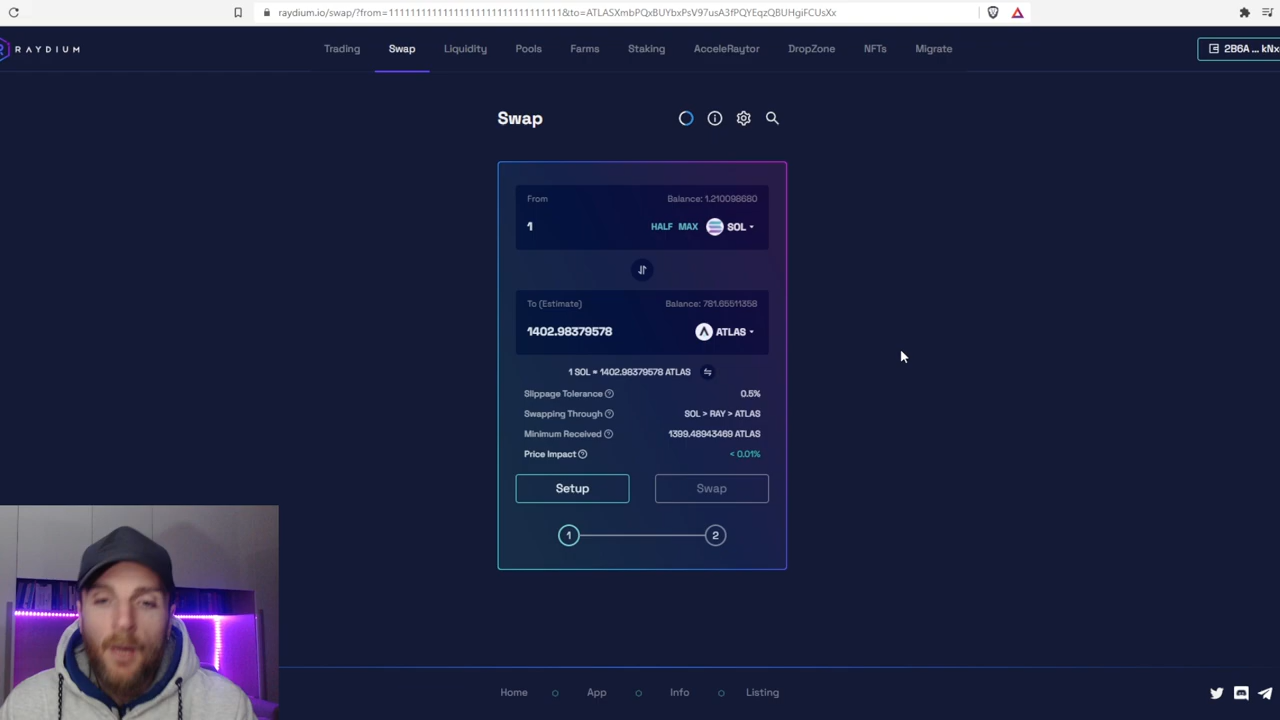 raydium.io/swap/?from=11111111111111111111111111111111&to=ATLASXmbPQxBUYbxPsV97usA3fPQYEqzQBUHgiFCUsXx
RAYDIUM
Trading Swap Liquidity Pools Farms Staking AcceleRaytor DropZone NFTs Migrate
2B6A ... kNx
Swap
From Balance: 1.210098680
1 HALF MAX SOL
To (Estimate) Balance: 781.65511358
1402.98379578 ATLAS
1 SOL = 1402.98379578 ATLAS
Slippage Tolerance 0.5%
Swapping Through SOL > RAY > ATLAS
Minimum Received 1399.48943469 ATLAS
Price Impact < 0.01%
Setup Swap
1 2
Home App Info Listing